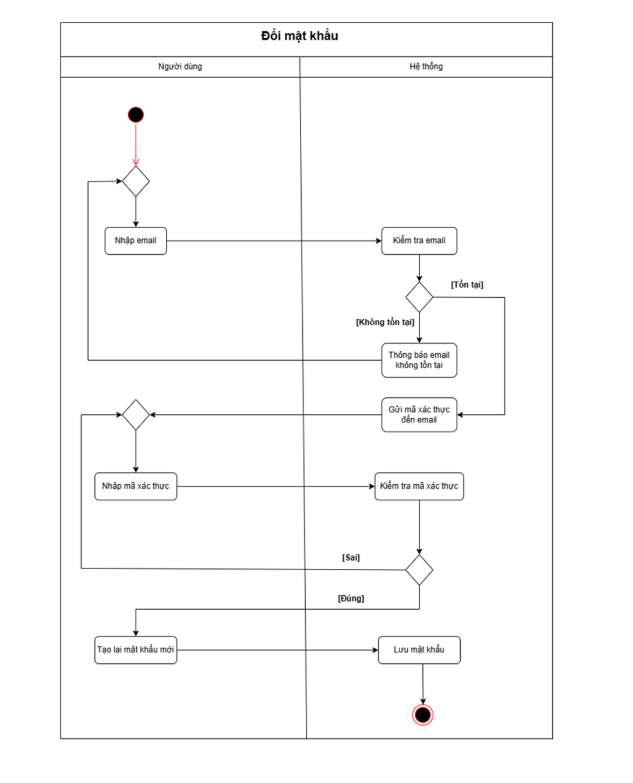 Đổi mật khẩu
Người dùng
Hệ thống
Nhập email
Kiểm tra email
[Tồn tại]
[Không tồn tại]
Thông báo email
không tồn tại
Gửi mã xác thực
đến email
Nhập mã xác thực
Kiểm tra mã xác thực
[Sai]
[Đúng]
Tạo lại mật khẩu mới
Lưu mật khẩu